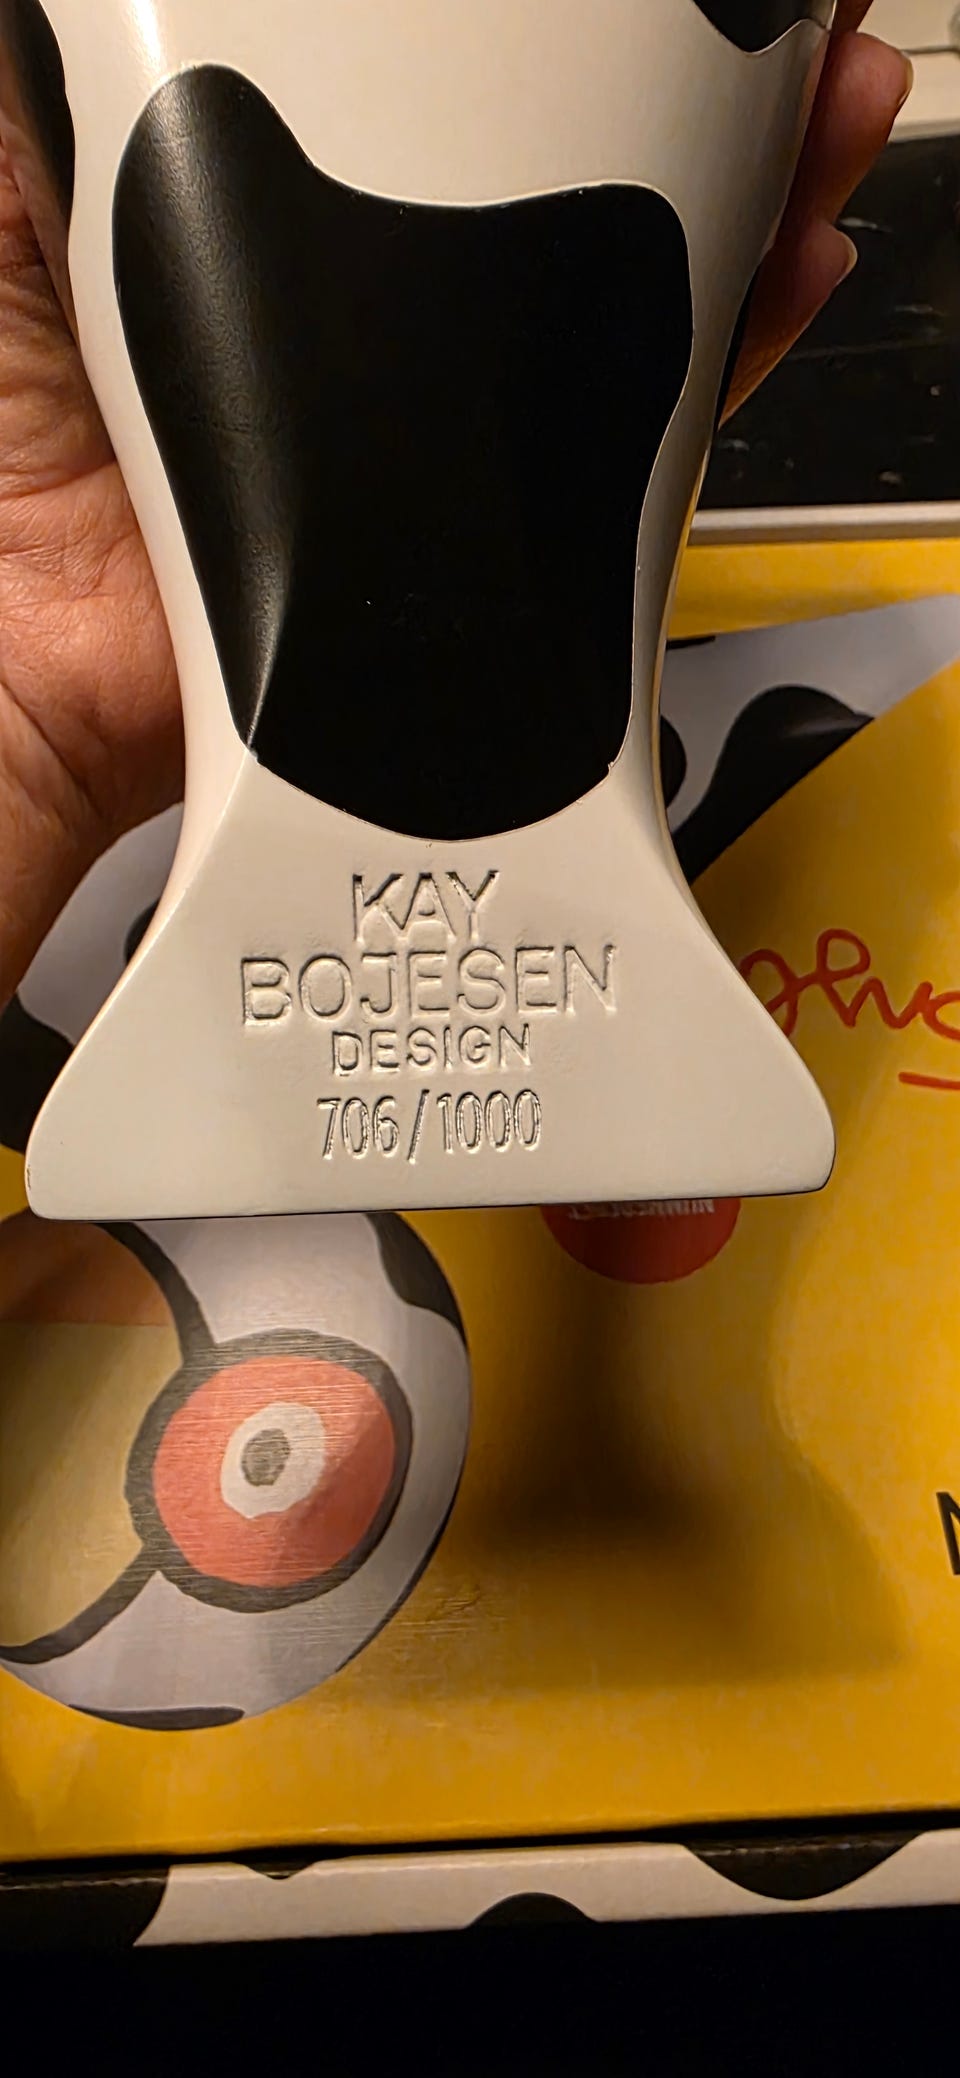 KAY
BOJESEN
DESIGN
706/1000